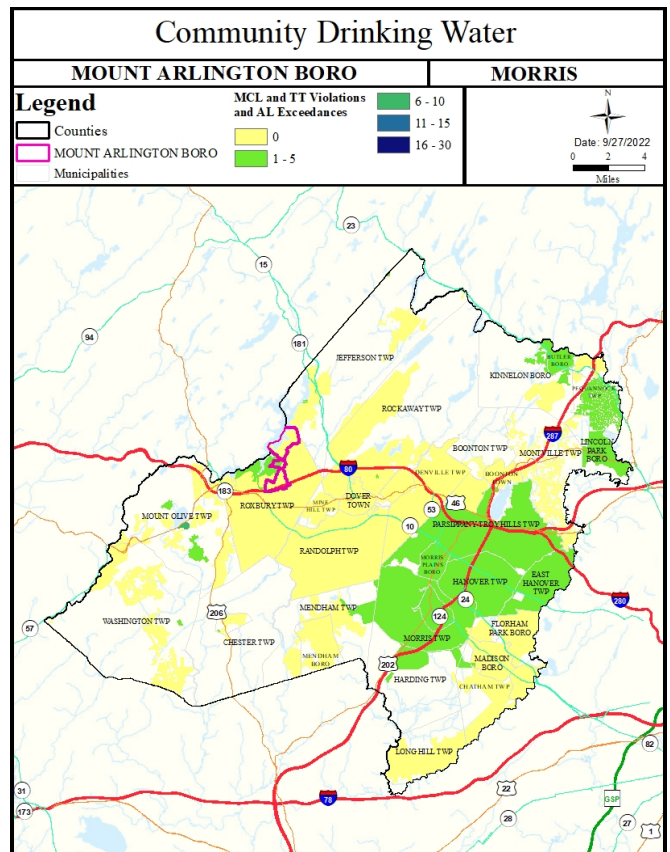 Community Drinking Water
MOUNT ARLINGTON BORO
MORRIS
Legend
Counties
MOUNT ARLINGTON BORO
Municipalities
MCL and TT Violations
and AL Exceedances
0
1 - 5
6 - 10
11 - 15
16 - 30
N
Date: 9/27/2022
0 2 4
Miles
23
15
94
181
JEFFERSON TWP
BUTLER
BORO
KINNELON BORO
PEQUANNOCK
TWP
ROCKAWAY TWP
287
LINCOLN
PARK
BORO
BOONTON TWP
MONTVILLE TWP
80
DENVILLE TWP
BOONTON
TOWN
183
MINE
HILL TWP
DOVER
TOWN
53
46
ROXBURY TWP
MOUNT OLIVE TWP
10
PARSIPPANY-TROY HILLS TWP
RANDOLPH TWP
MORRIS
PLAINS
BORO
HANOVER TWP
EAST
HANOVER
TWP
280
24
MENDHAM TWP
206
124
57
WASHINGTON TWP
FLORHAM
PARK BORO
CHESTER TWP
MORRIS TWP
MENDHAM
BORO
202
MADISON
BORO
HARDING TWP
CHATHAM TWP
82
LONG HILL TWP
31
22
78
173
GSP
28
27
1